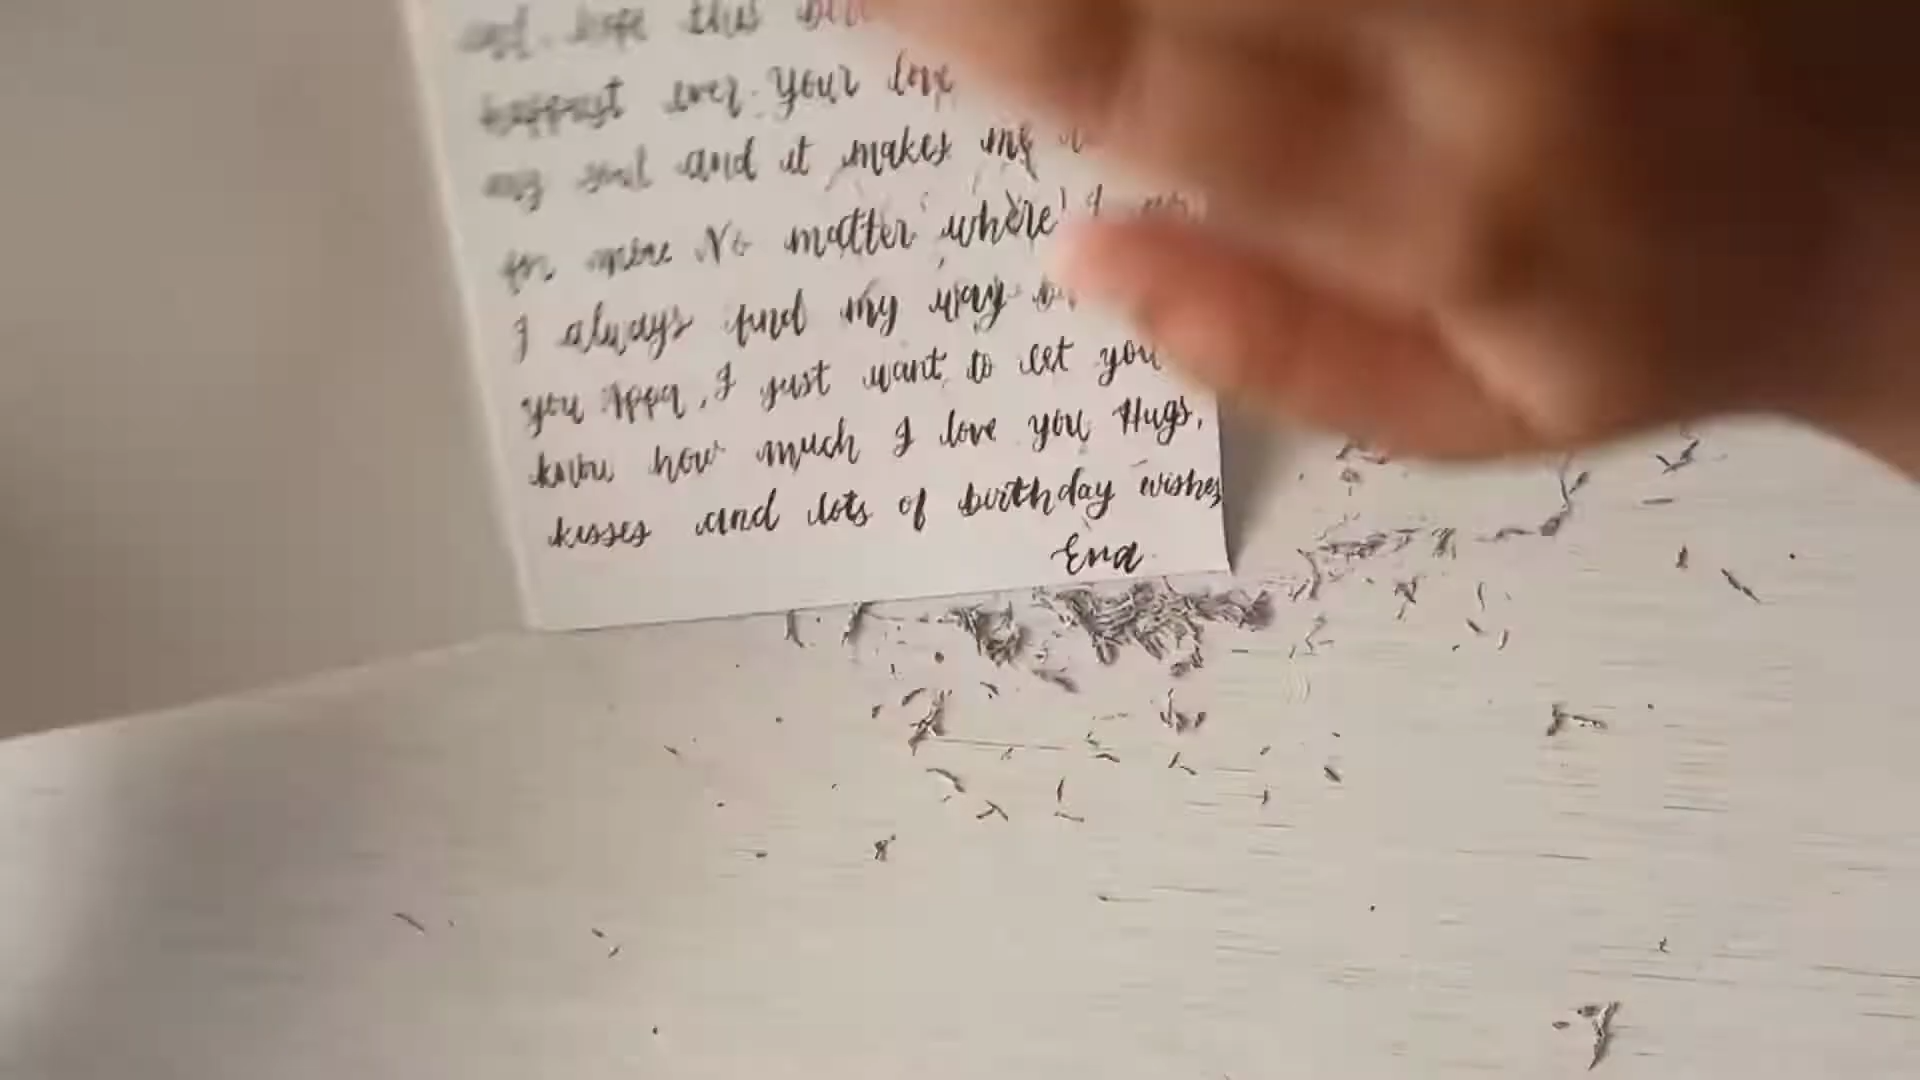 and hope this
happiest ever. Your love
my soul and it makes my
for more No matter where I
I always find my way
you Appa, I just want to let you
know how much I love you Hugs,
kisses and lots of birthday wishes
Ena